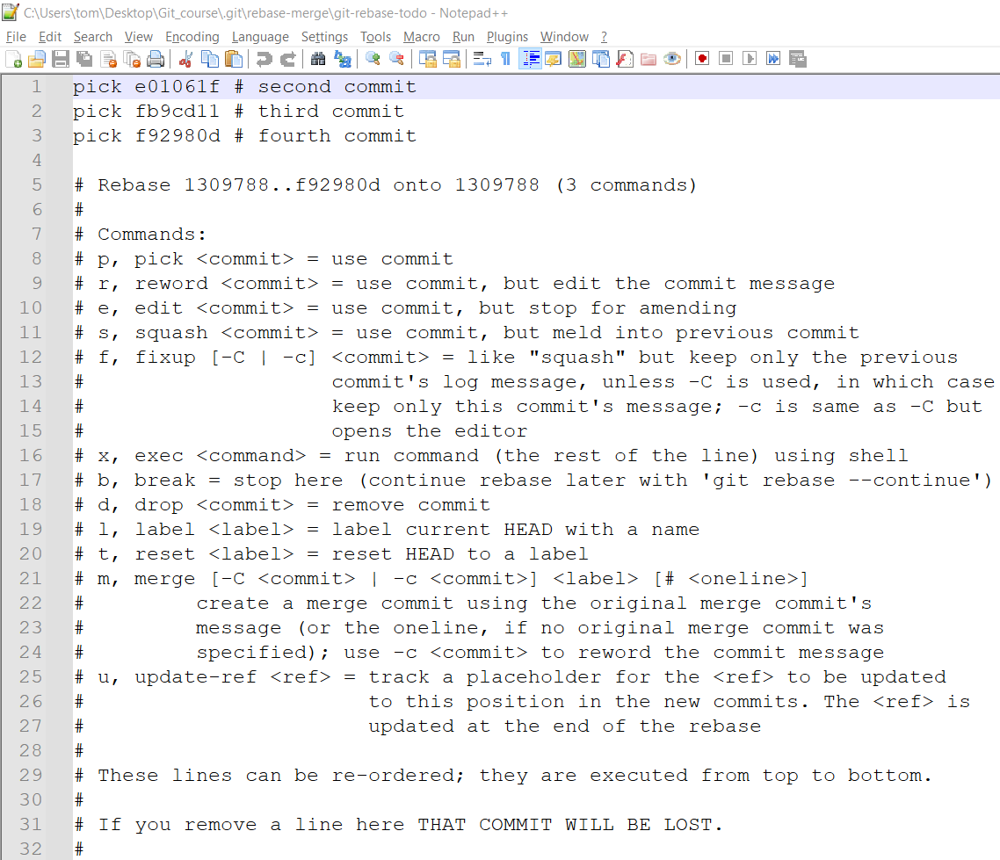 C:\Users\tom\Desktop\Git_course\.git\rebase-merge\git-rebase-todo - Notepad++
File Edit Search View Encoding Language Settings Tools Macro Run Plugins Window ?
1 pick e01061f # second commit
2 pick fb9cd11 # third commit
3 pick f92980d # fourth commit
4
5 # Rebase 1309788..f92980d onto 1309788 (3 commands)
6 #
7 # Commands:
8 # p, pick <commit> = use commit
9 # r, reword <commit> = use commit, but edit the commit message
10 # e, edit <commit> = use commit, but stop for amending
11 # s, squash <commit> = use commit, but meld into previous commit
12 # f, fixup [-C | -c] <commit> = like "squash" but keep only the previous
13 #                    commit's log message, unless -C is used, in which case
14 #                    keep only this commit's message; -c is same as -C but
15 #                    opens the editor
16 # x, exec <command> = run command (the rest of the line) using shell
17 # b, break = stop here (continue rebase later with 'git rebase --continue')
18 # d, drop <commit> = remove commit
19 # l, label <label> = label current HEAD with a name
20 # t, reset <label> = reset HEAD to a label
21 # m, merge [-C <commit> | -c <commit>] <label> [# <oneline>]
22 #         create a merge commit using the original merge commit's
23 #         message (or the oneline, if no original merge commit was
24 #         specified); use -c <commit> to reword the commit message
25 # u, update-ref <ref> = track a placeholder for the <ref> to be updated
26 #                       to this position in the new commits. The <ref> is
27 #                       updated at the end of the rebase
28 #
29 # These lines can be re-ordered; they are executed from top to bottom.
30 #
31 # If you remove a line here THAT COMMIT WILL BE LOST.
32 #